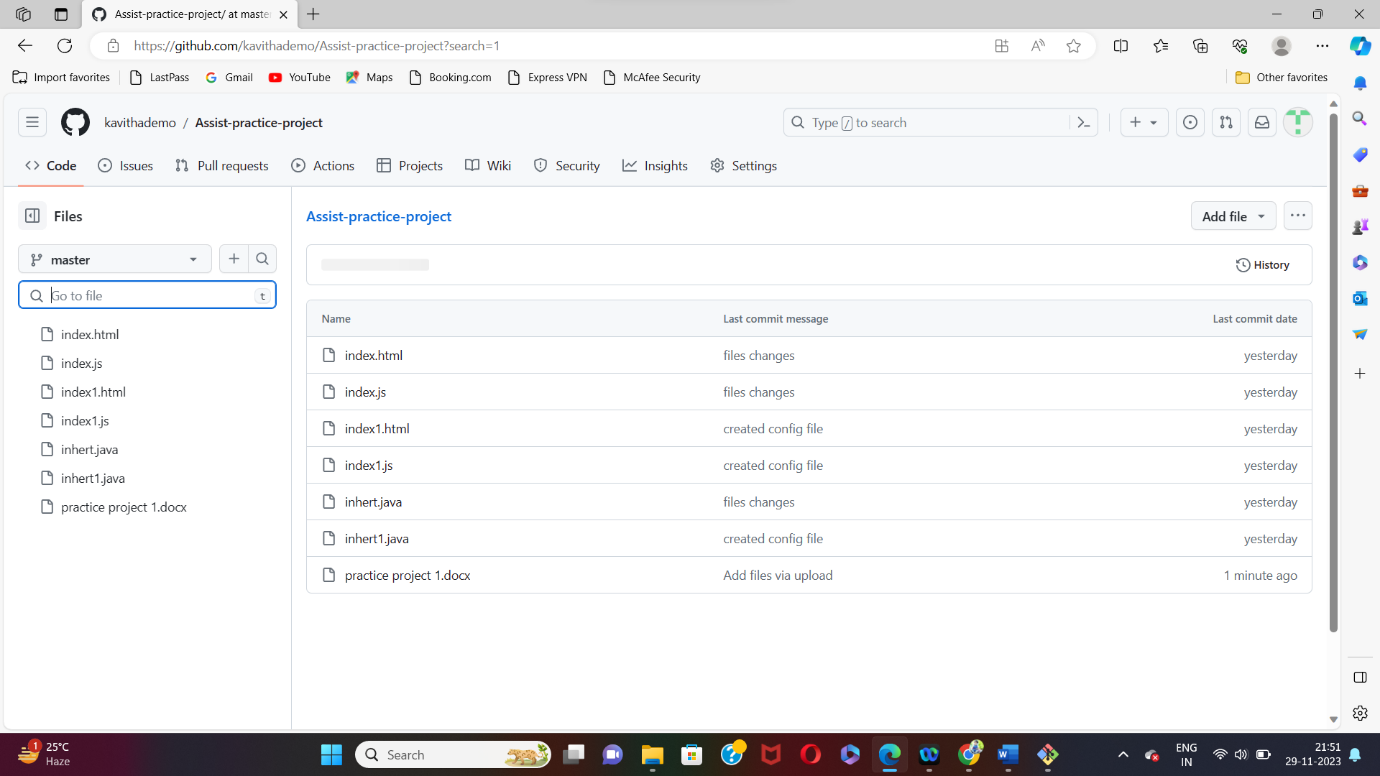 Assist-practice-project/ at maste
https://github.com/kavithademo/Assist-practice-project?search=1
Import favorites LastPass Gmail YouTube Maps Booking.com Express VPN McAfee Security Other favorites
kavithademo / Assist-practice-project Type / to search
Code Issues Pull requests Actions Projects Wiki Security Insights Settings
Files Assist-practice-project Add file
master
History
Go to file t
Name Last commit message Last commit date
index.html
index.js
index1.html
index1.js
inhert.java
inhert1.java
practice project 1.docx
index.html files changes yesterday
index.js files changes yesterday
index1.html created config file yesterday
index1.js created config file yesterday
inhert.java files changes yesterday
inhert1.java created config file yesterday
practice project 1.docx Add files via upload 1 minute ago
1
25°C
Haze
Search
ENG
IN
21:51
29-11-2023